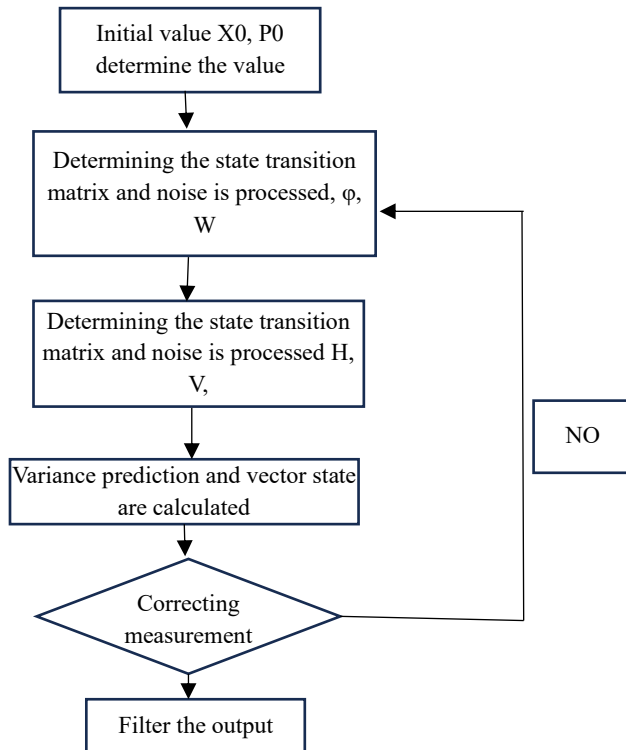 Initial value X0, P0
determine the value
Determining the state transition
matrix and noise is processed, φ,
W
Determining the state transition
matrix and noise is processed H,
V,
NO
Variance prediction and vector state
are calculated
Correcting
measurement
Filter the output